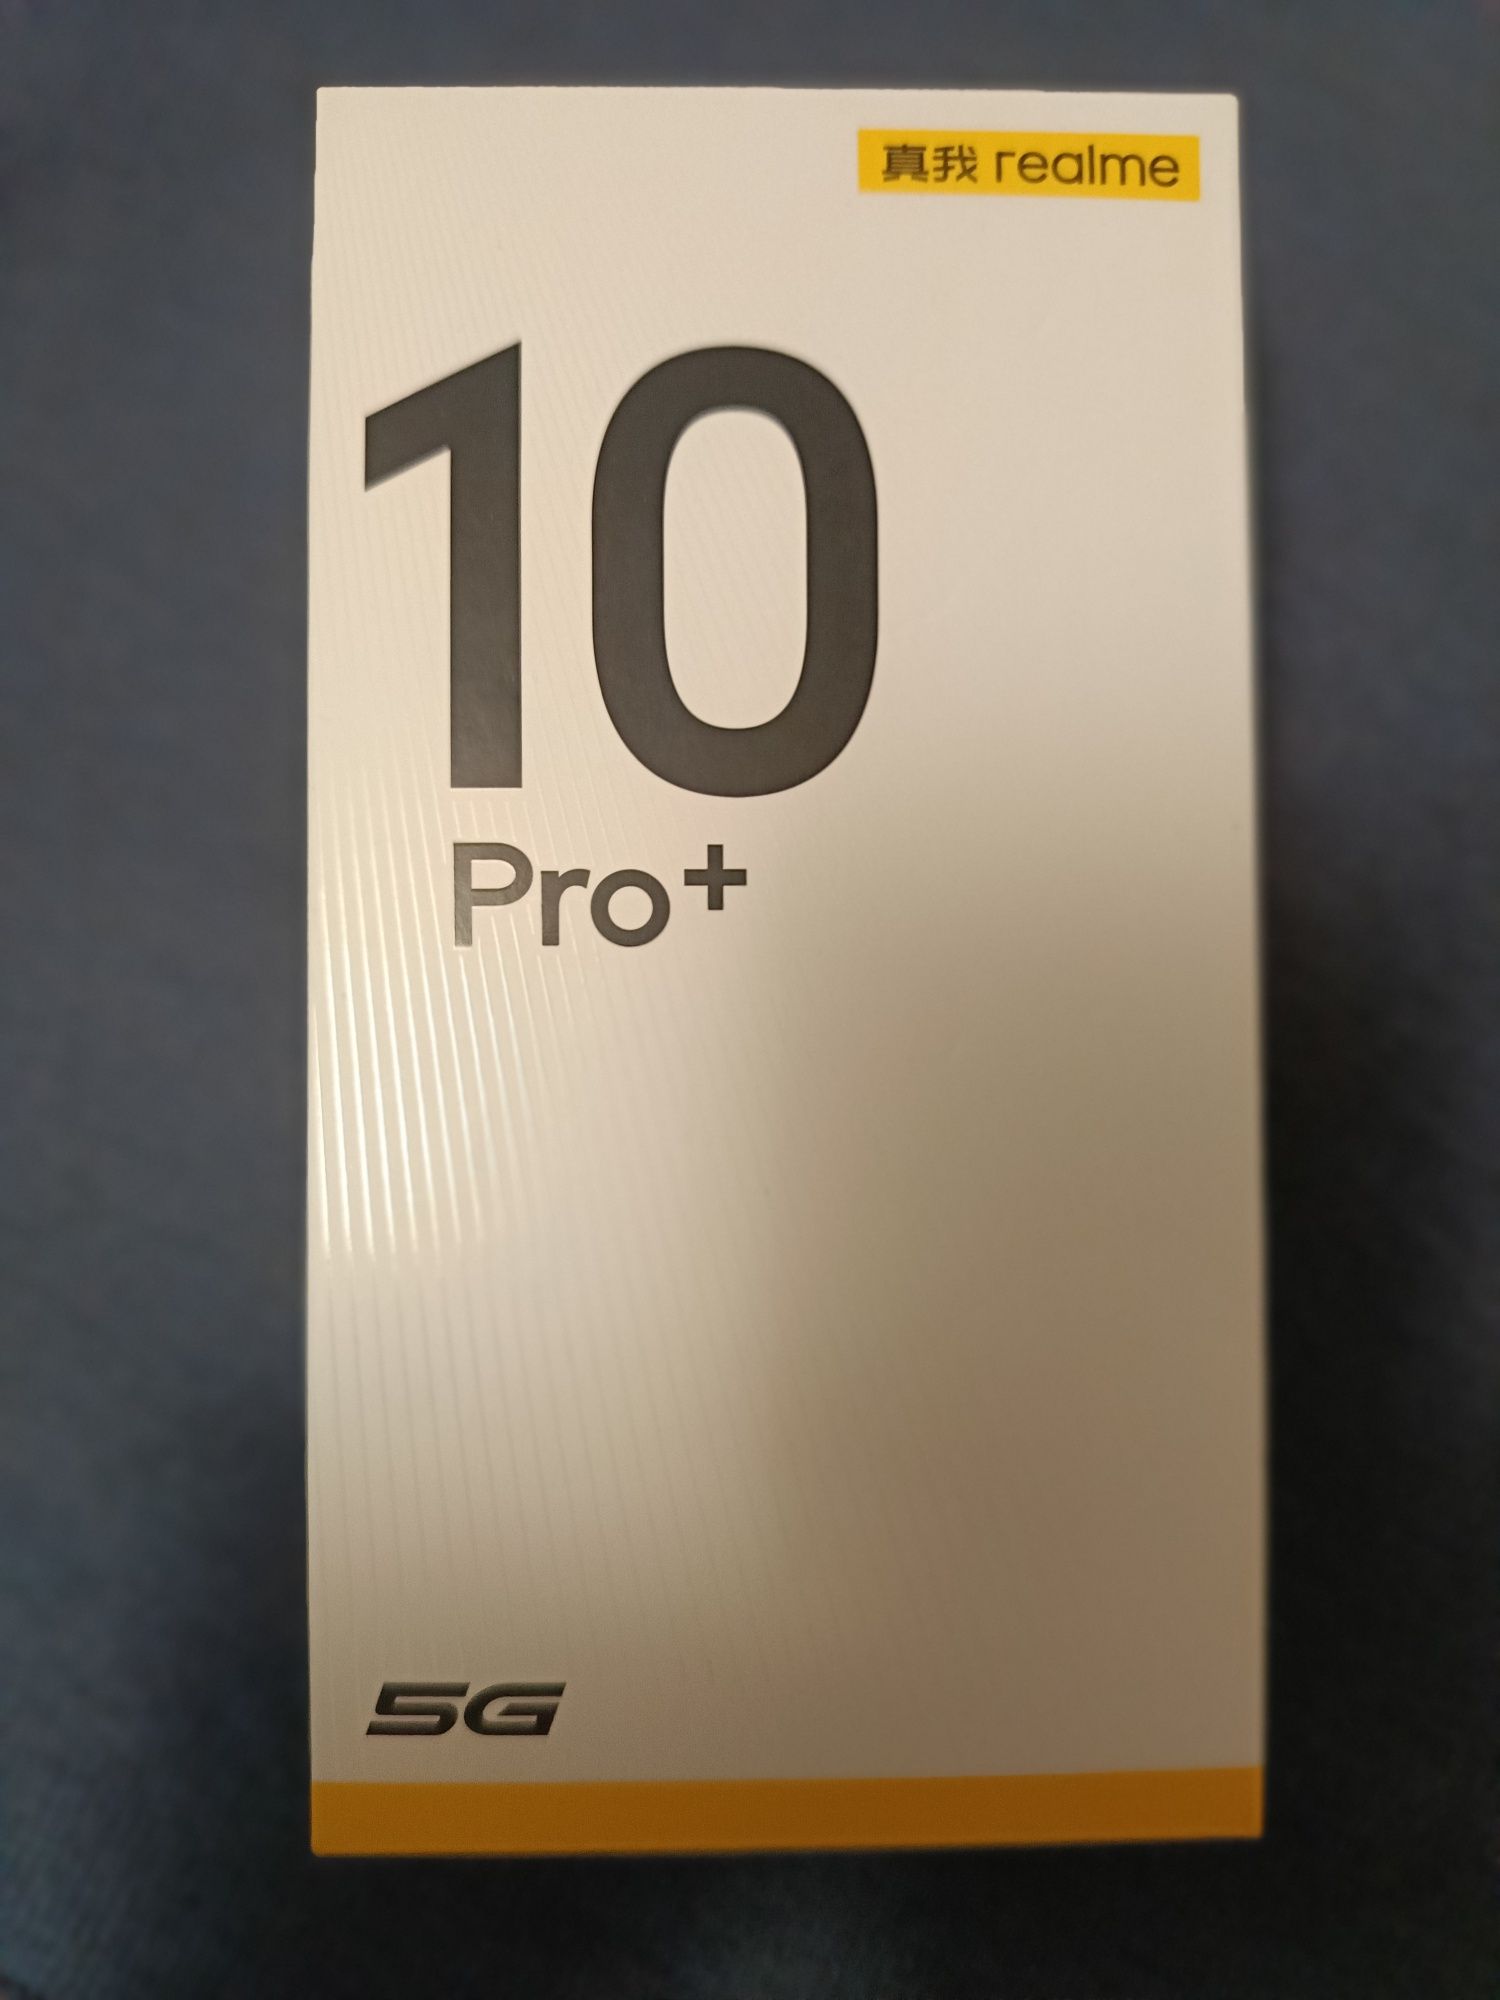 真我 realme
10
Pro+
5G